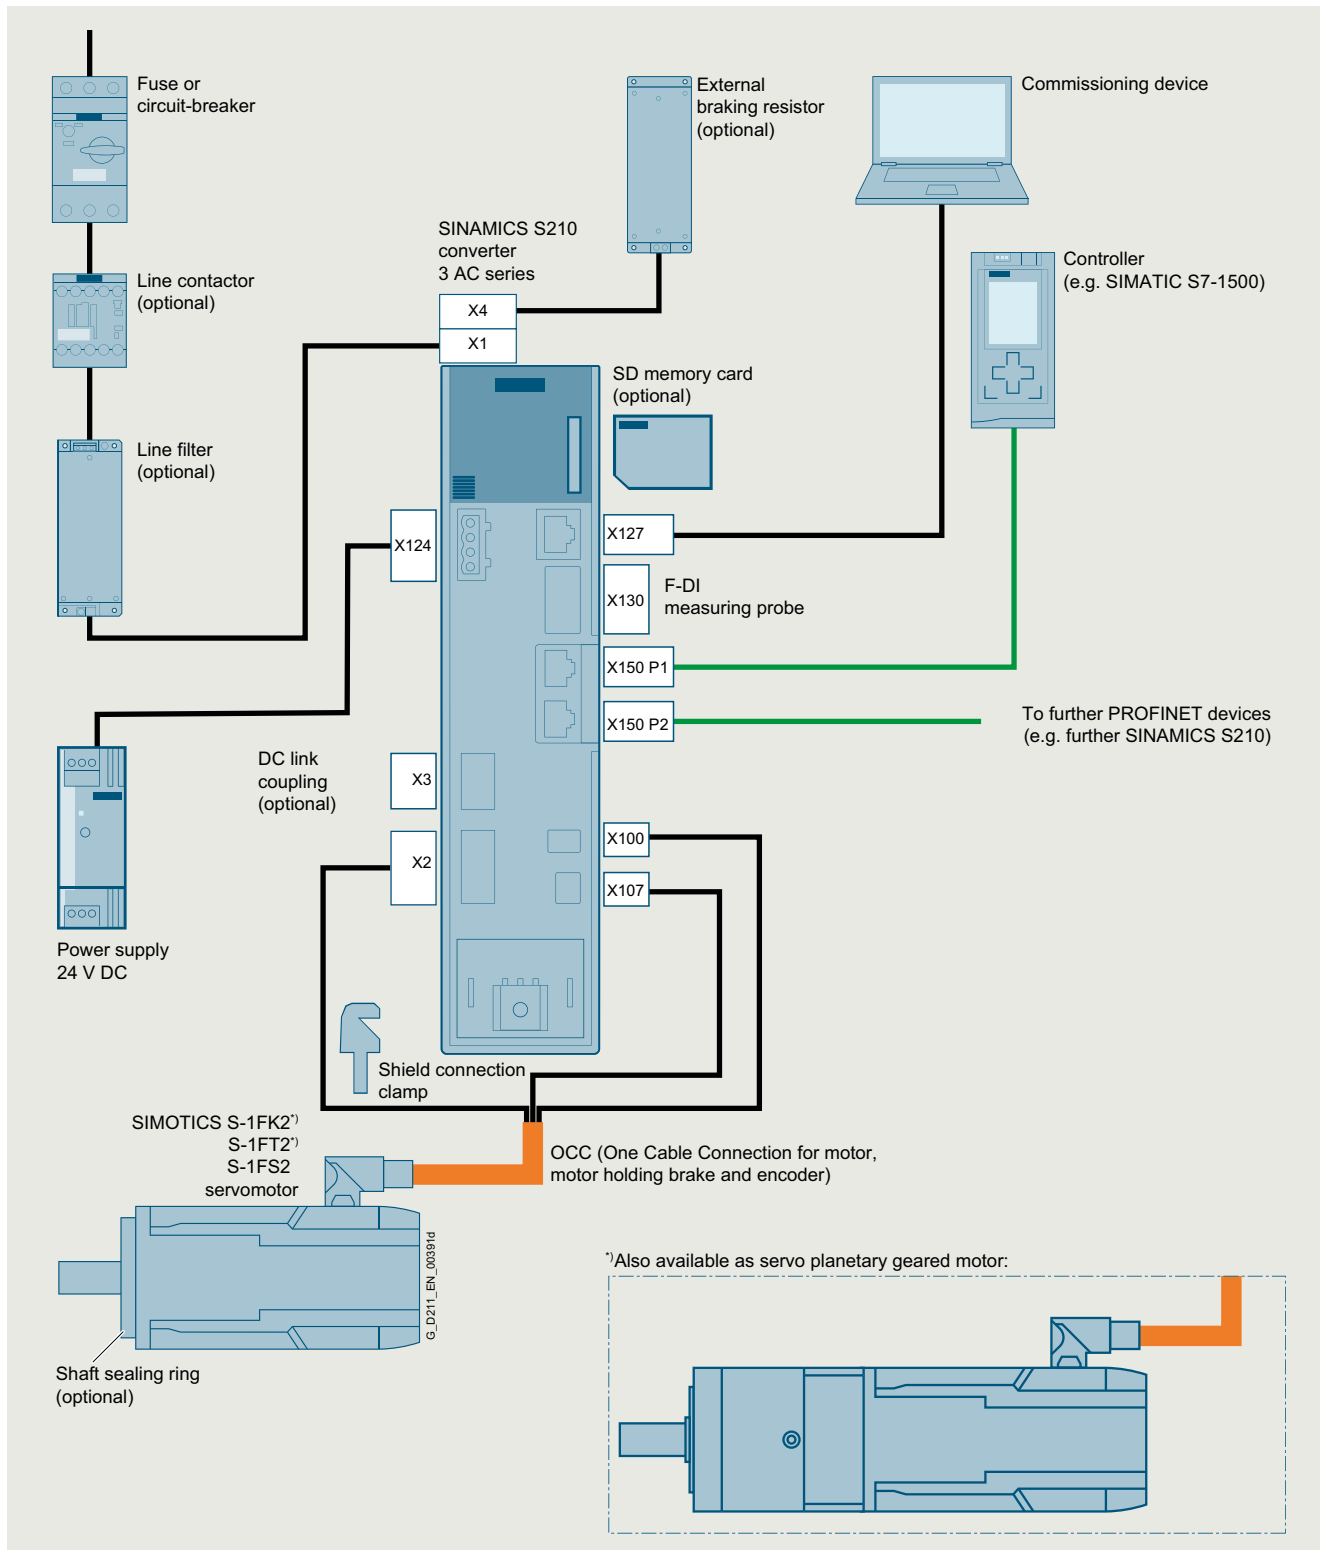 Fuse or
circuit-breaker
External
braking resistor
(optional)
Commissioning device
SINAMICS S210
converter
3 AC series
Line contactor
(optional)
Controller
(e.g. SIMATIC S7-1500)
X4
X1
SD memory card
(optional)
Line filter
(optional)
X124
X127
X130
F-DI
measuring probe
X150 P1
X150 P2
To further PROFINET devices
(e.g. further SINAMICS S210)
DC link
coupling
(optional)
X3
X2
X100
X107
Power supply
24 V DC
Shield connection
clamp
SIMOTICS S-1FK2*)
S-1FT2*)
S-1FS2
servomotor
OCC (One Cable Connection for motor,
motor holding brake and encoder)
G_D211_EN_00391d
Shaft sealing ring
(optional)
*)Also available as servo planetary geared motor: